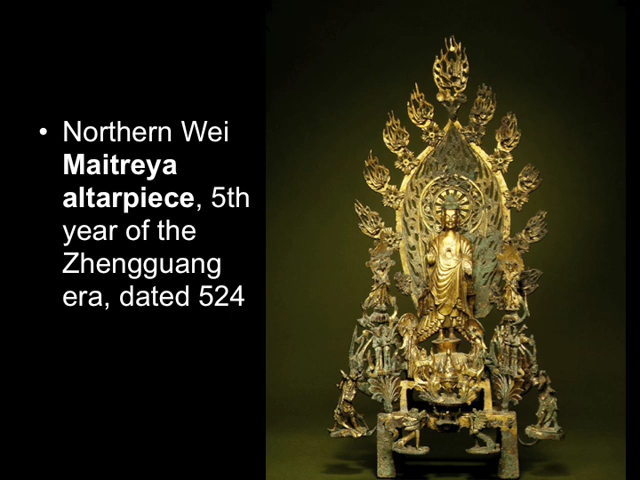 • Northern Wei
Maitreya
altarpiece, 5th
year of the
Zhengguang
era, dated 524